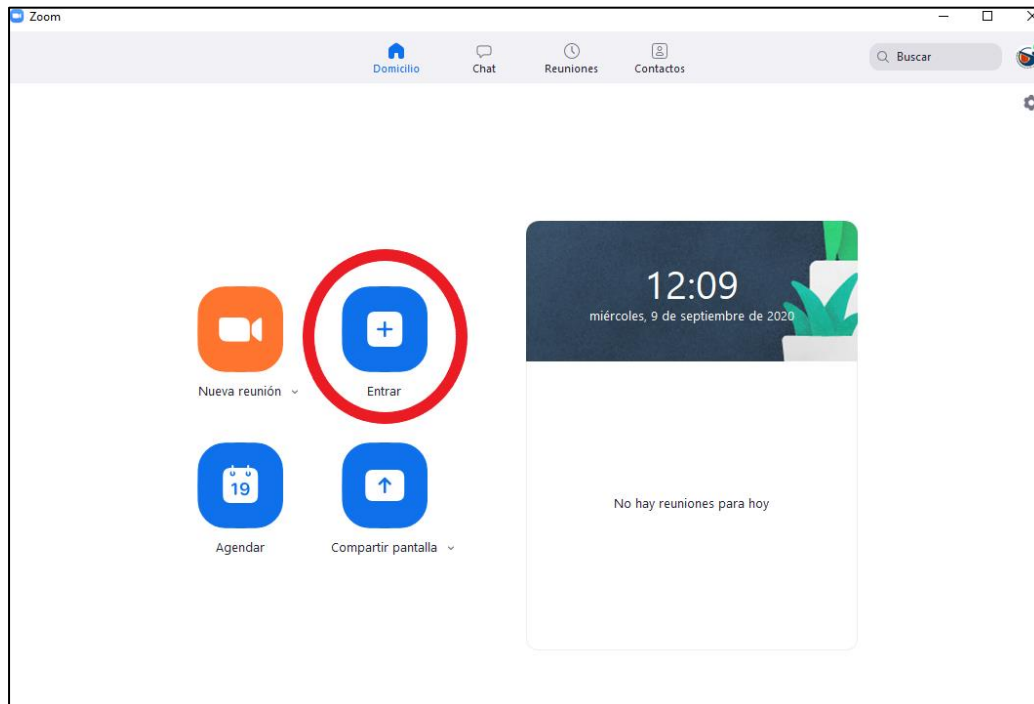 Zoom
Domicilio
Chat
Reuniones
Contactos
Buscar
12:09
miércoles, 9 de septiembre de 2020
Nueva reunión
Entrar
19
Agendar
Compartir pantalla
No hay reuniones para hoy